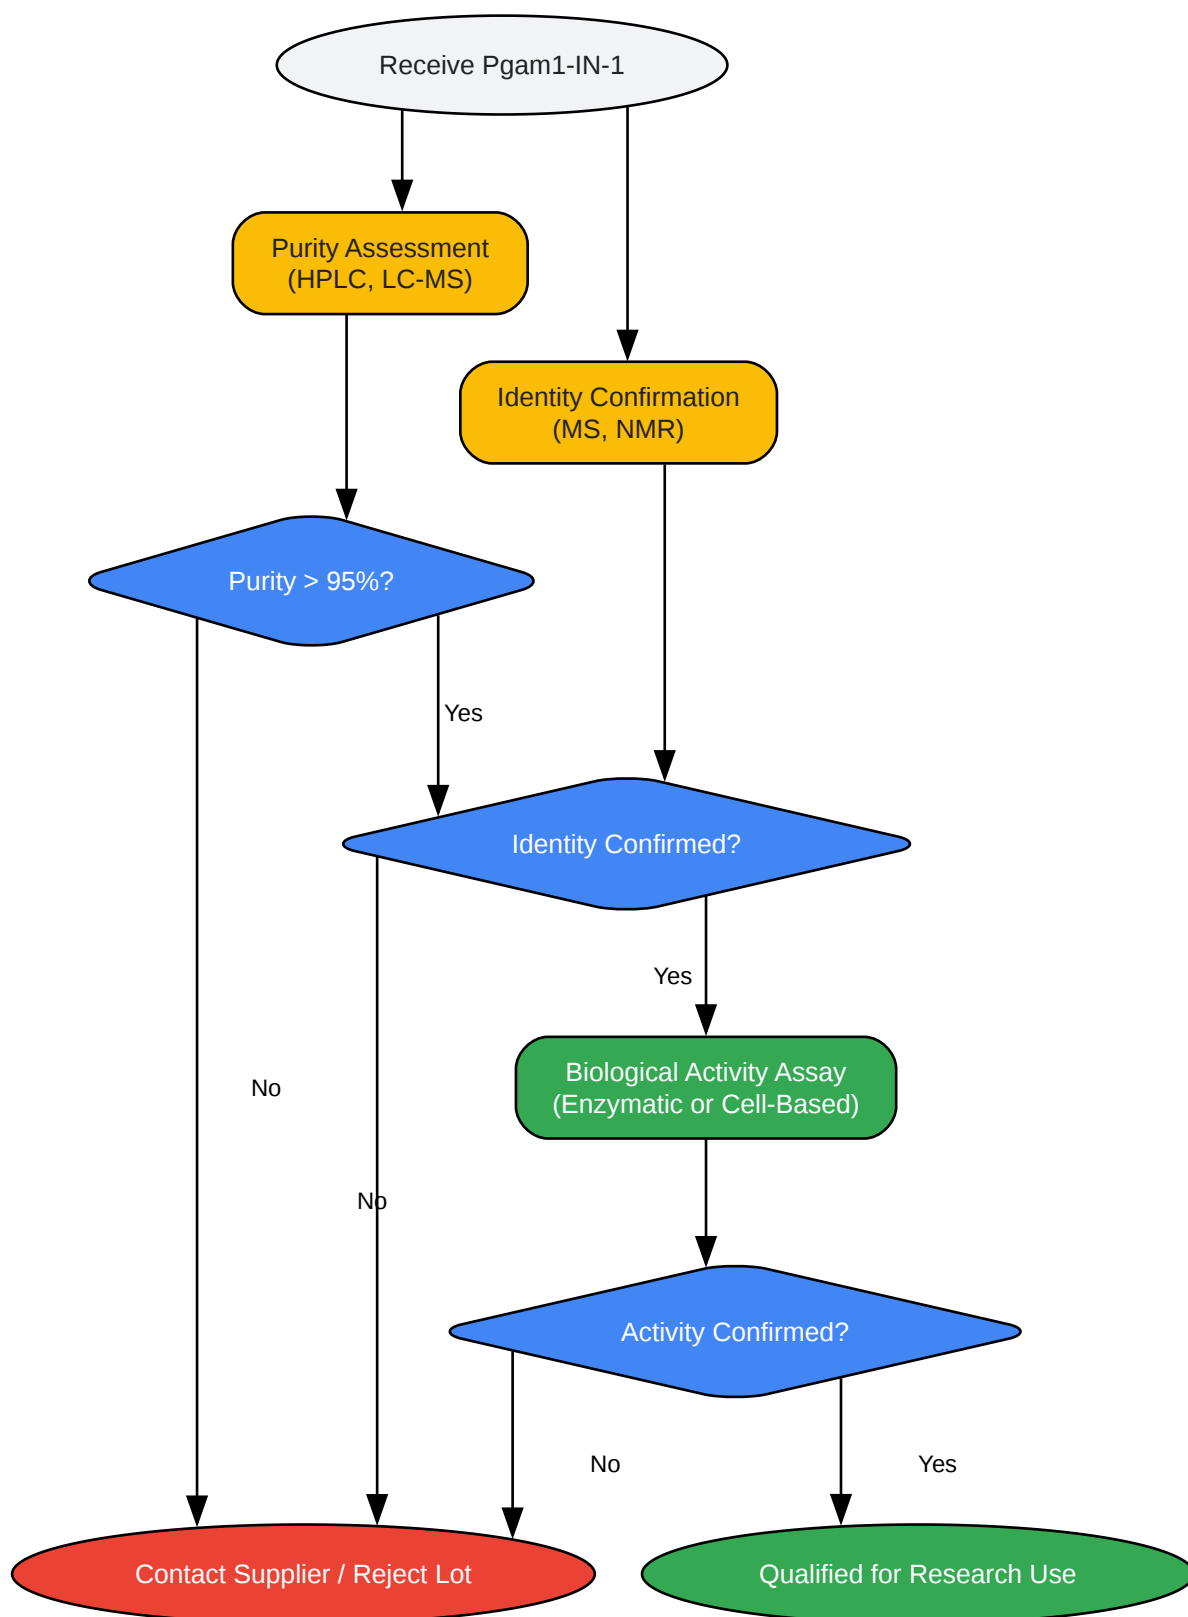 Receive Pgam1-IN-1
Purity Assessment
(HPLC, LC-MS)
Identity Confirmation
(MS, NMR)
Purity > 95%?
Yes
Identity Confirmed?
Yes
Biological Activity Assay
(Enzymatic or Cell-Based)
No
No
Activity Confirmed?
No
Yes
Contact Supplier / Reject Lot
Qualified for Research Use